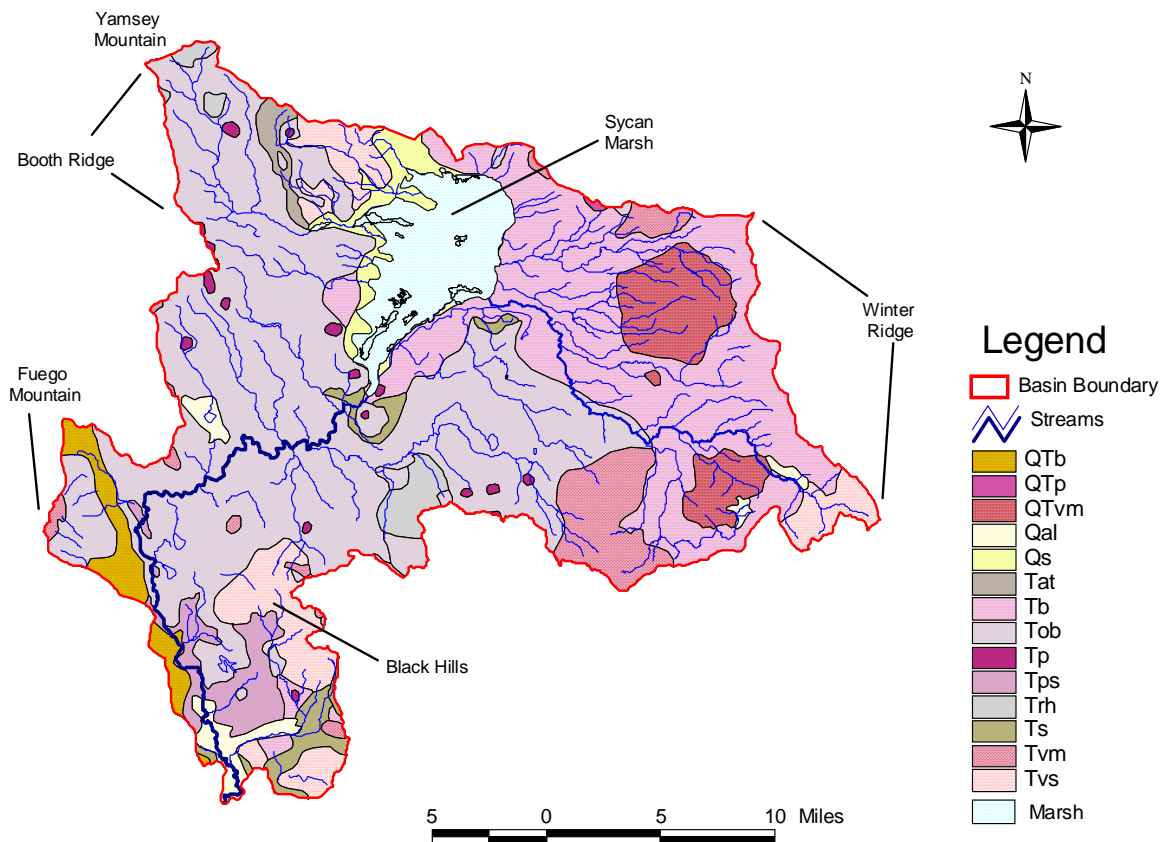 Yamsey
Mountain
N
Sycan
Marsh
Booth Ridge
Winter
Ridge
Fuego
Mountain
Black Hills
Legend
Basin Boundary
Streams
QTb
QTp
QTvm
Qal
Qs
Tat
Tb
Tob
Tp
Tps
Trh
Ts
Tvm
Tvs
Marsh
5 0 5 10 Miles